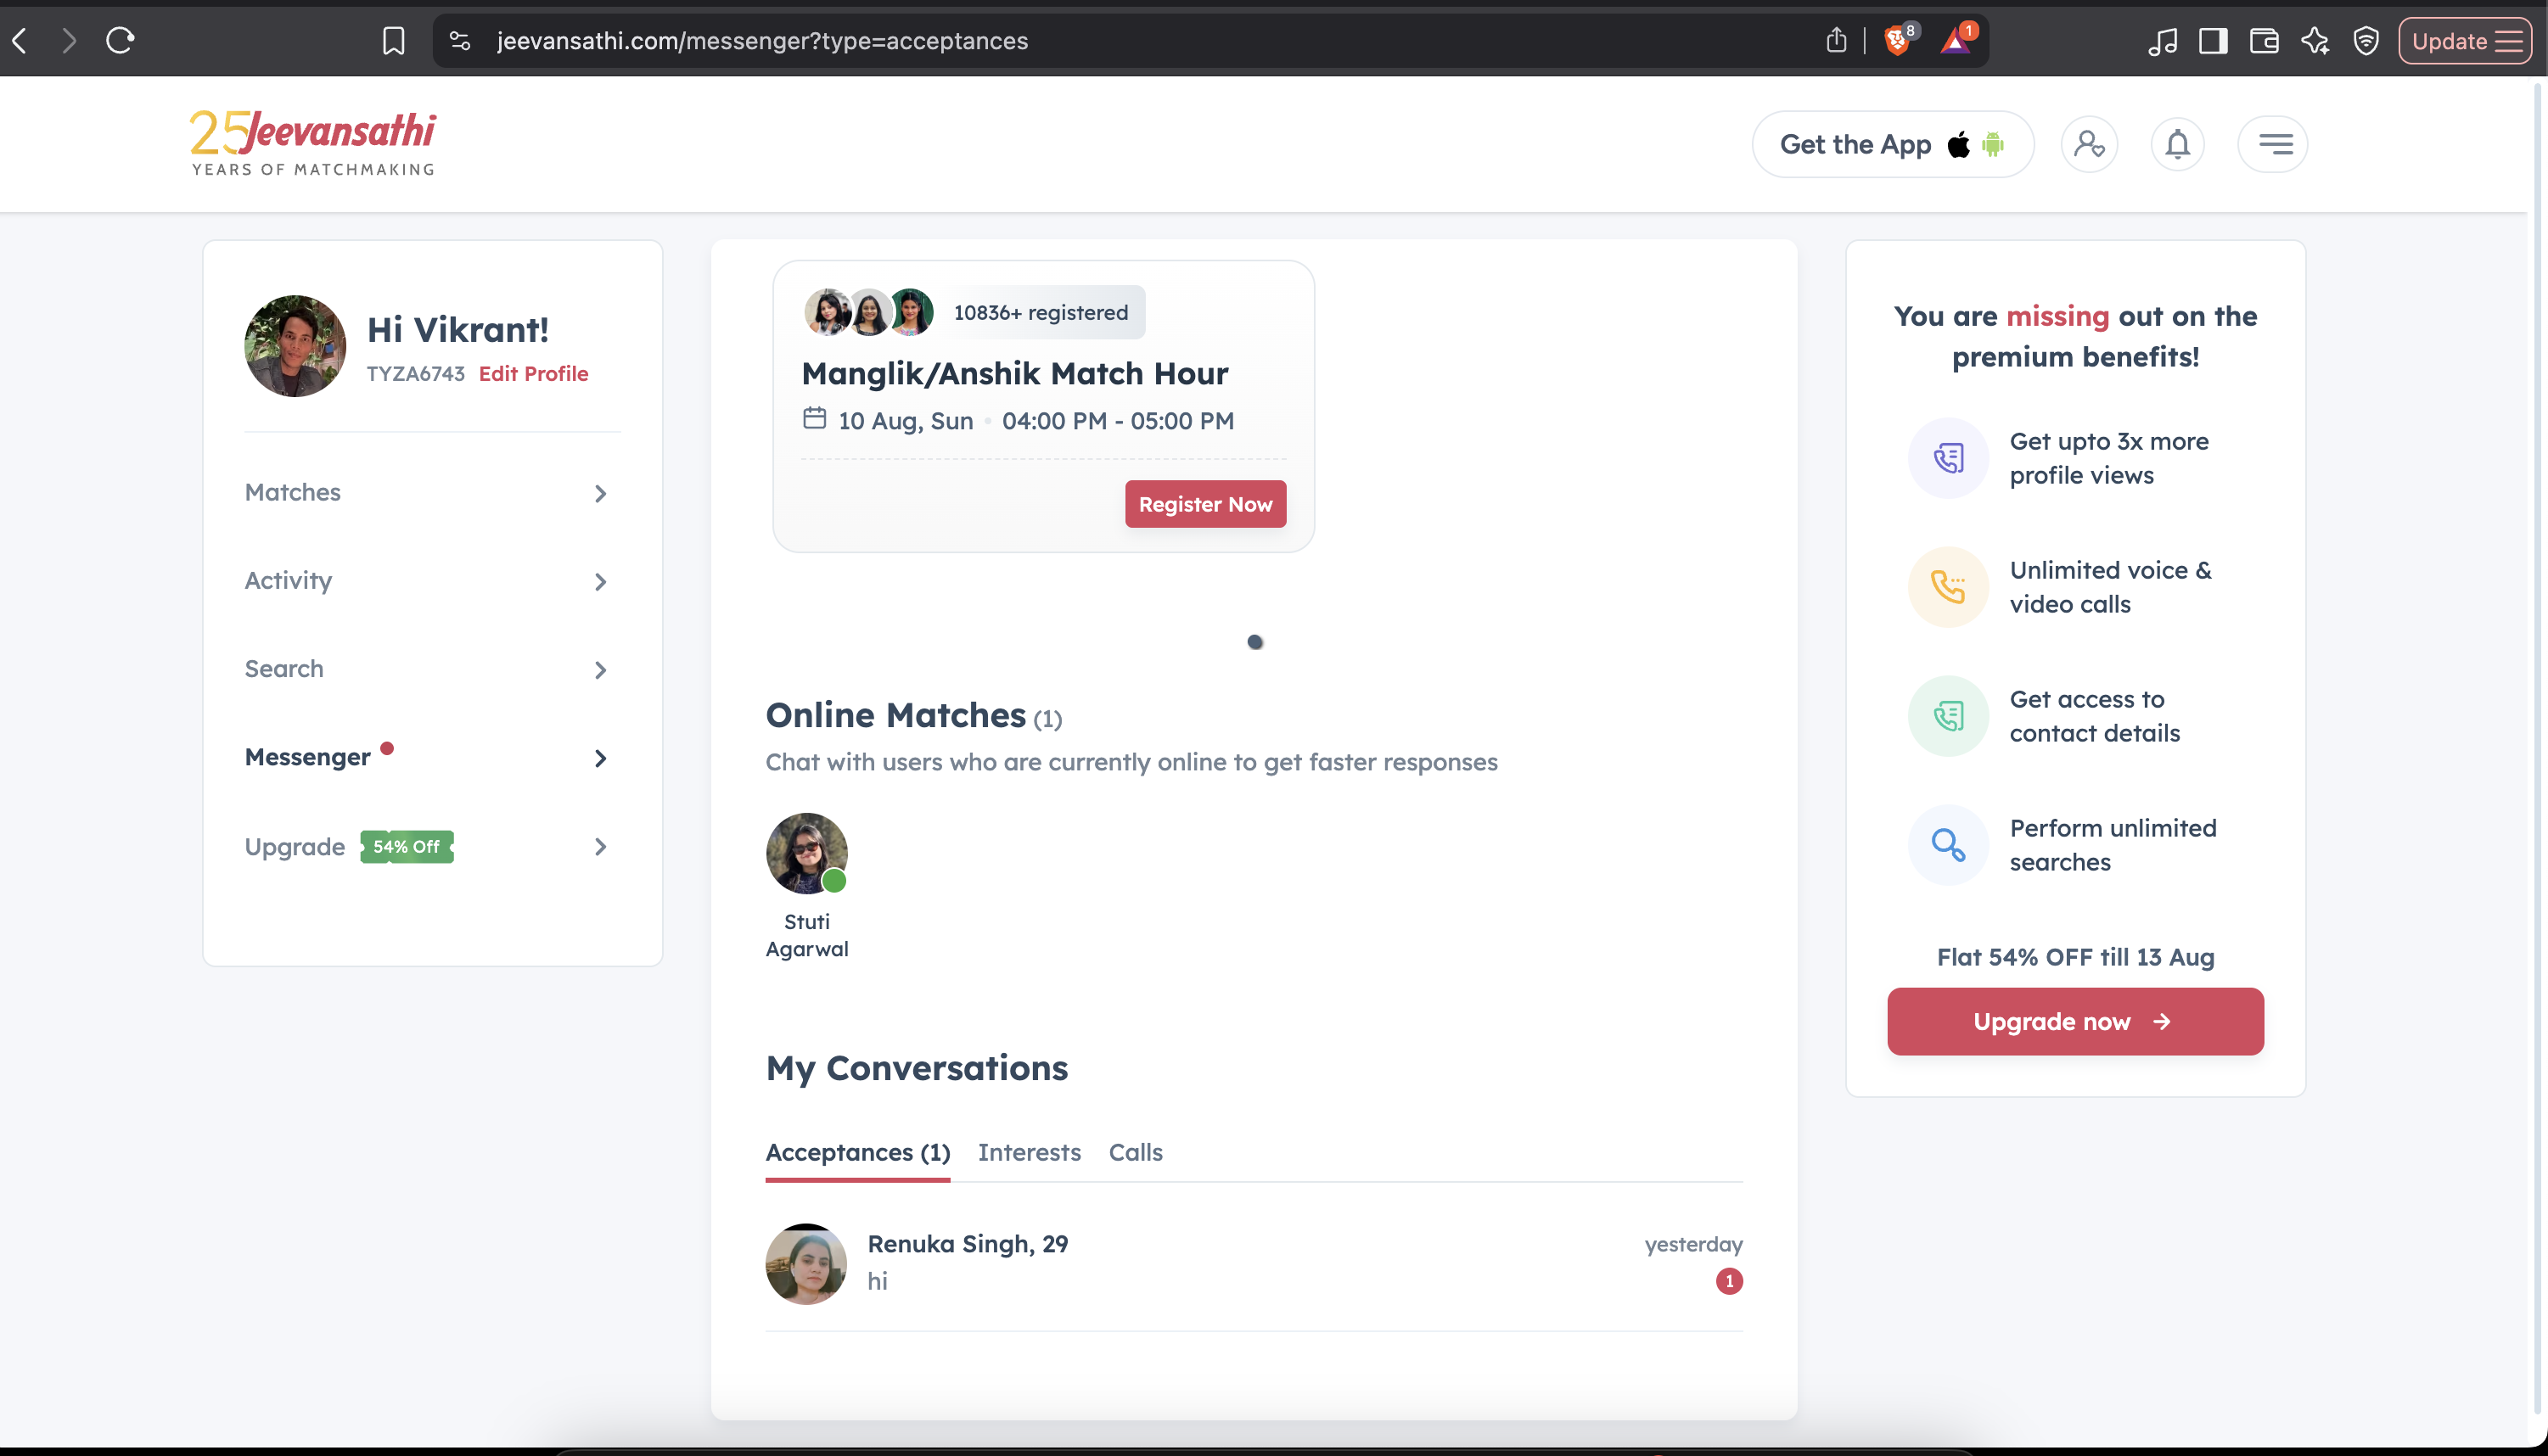 jeevansathi.com/messenger?type=acceptances
8
1
Update
25 Jeevansathi
YEARS OF MATCHMAKING
Get the App
Hi Vikrant!
TYZA6743 Edit Profile
Matches
Activity
Search
Messenger
Upgrade 54% Off
10836+ registered
Manglik/Anshik Match Hour
10 Aug, Sun • 04:00 PM - 05:00 PM
Register Now
Online Matches (1)
Chat with users who are currently online to get faster responses
Stuti
Agarwal
My Conversations
Acceptances (1) Interests Calls
Renuka Singh, 29 yesterday
hi 1
You are missing out on the
premium benefits!
Get upto 3x more
profile views
Unlimited voice &
video calls
Get access to
contact details
Perform unlimited
searches
Flat 54% OFF till 13 Aug
Upgrade now →